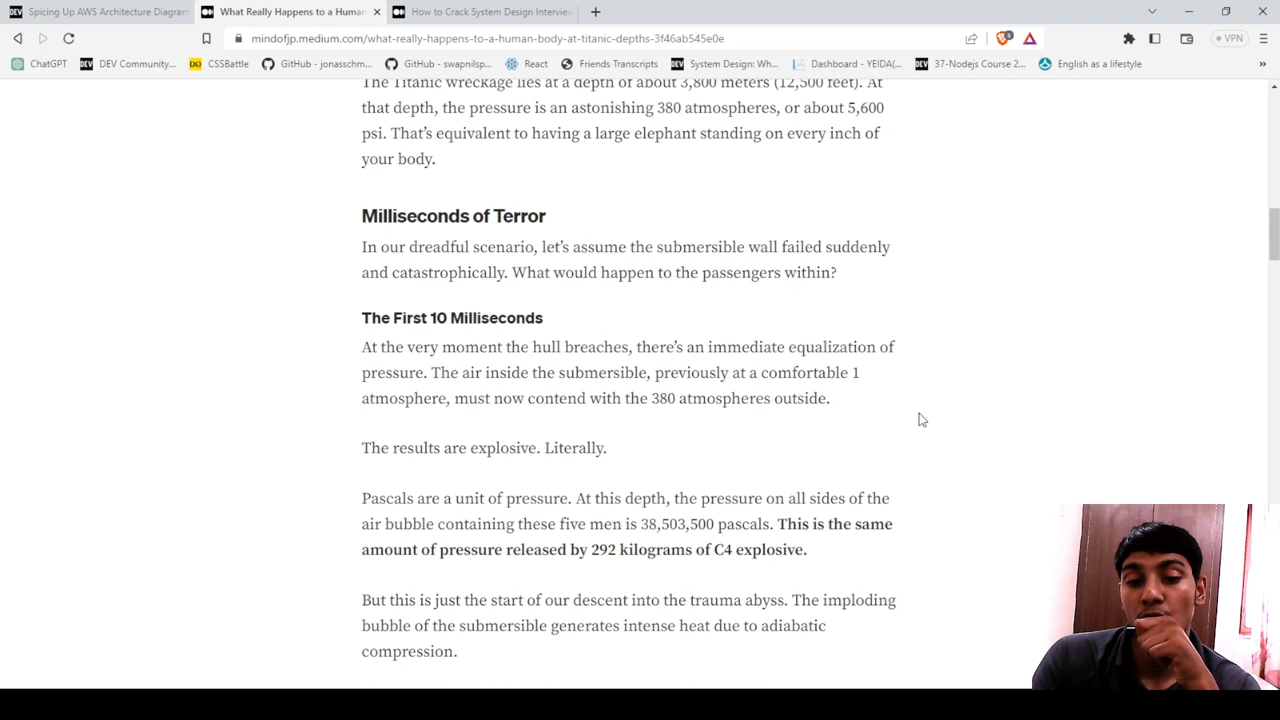 DEV Spicing Up AWS Architecture Diagram
What Really Happens to a Human
How to Crack System Design Interview
mindofjp.medium.com/what-really-happens-to-a-human-body-at-titanic-depths-3f46ab545e0e
VPN
ChatGPT
DEV DEV Community...
CSSBattle
GitHub - jonasschm...
GitHub - swapnilsp...
React
Friends Transcripts
DEV System Design: Wh...
Dashboard - YEIDA(...
DEV 37-Nodejs Course 2...
English as a lifestyle
The Titanic wreckage lies at a depth of about 3,800 meters (12,500 feet). At
that depth, the pressure is an astonishing 380 atmospheres, or about 5,600
psi. That's equivalent to having a large elephant standing on every inch of
your body.
Milliseconds of Terror
In our dreadful scenario, let's assume the submersible wall failed suddenly
and catastrophically. What would happen to the passengers within?
The First 10 Milliseconds
At the very moment the hull breaches, there's an immediate equalization of
pressure. The air inside the submersible, previously at a comfortable 1
atmosphere, must now contend with the 380 atmospheres outside.
The results are explosive. Literally.
Pascals are a unit of pressure. At this depth, the pressure on all sides of the
air bubble containing these five men is 38,503,500 pascals. This is the same
amount of pressure released by 292 kilograms of C4 explosive.
But this is just the start of our descent into the trauma abyss. The imploding
bubble of the submersible generates intense heat due to adiabatic
compression.